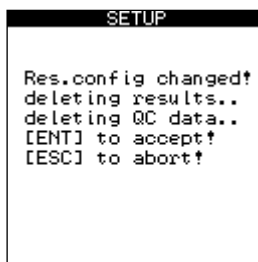 SETUP
Res.config changed!
deleting results..
deleting QC data..
[ENT] to accept!
[ESC] to abort!